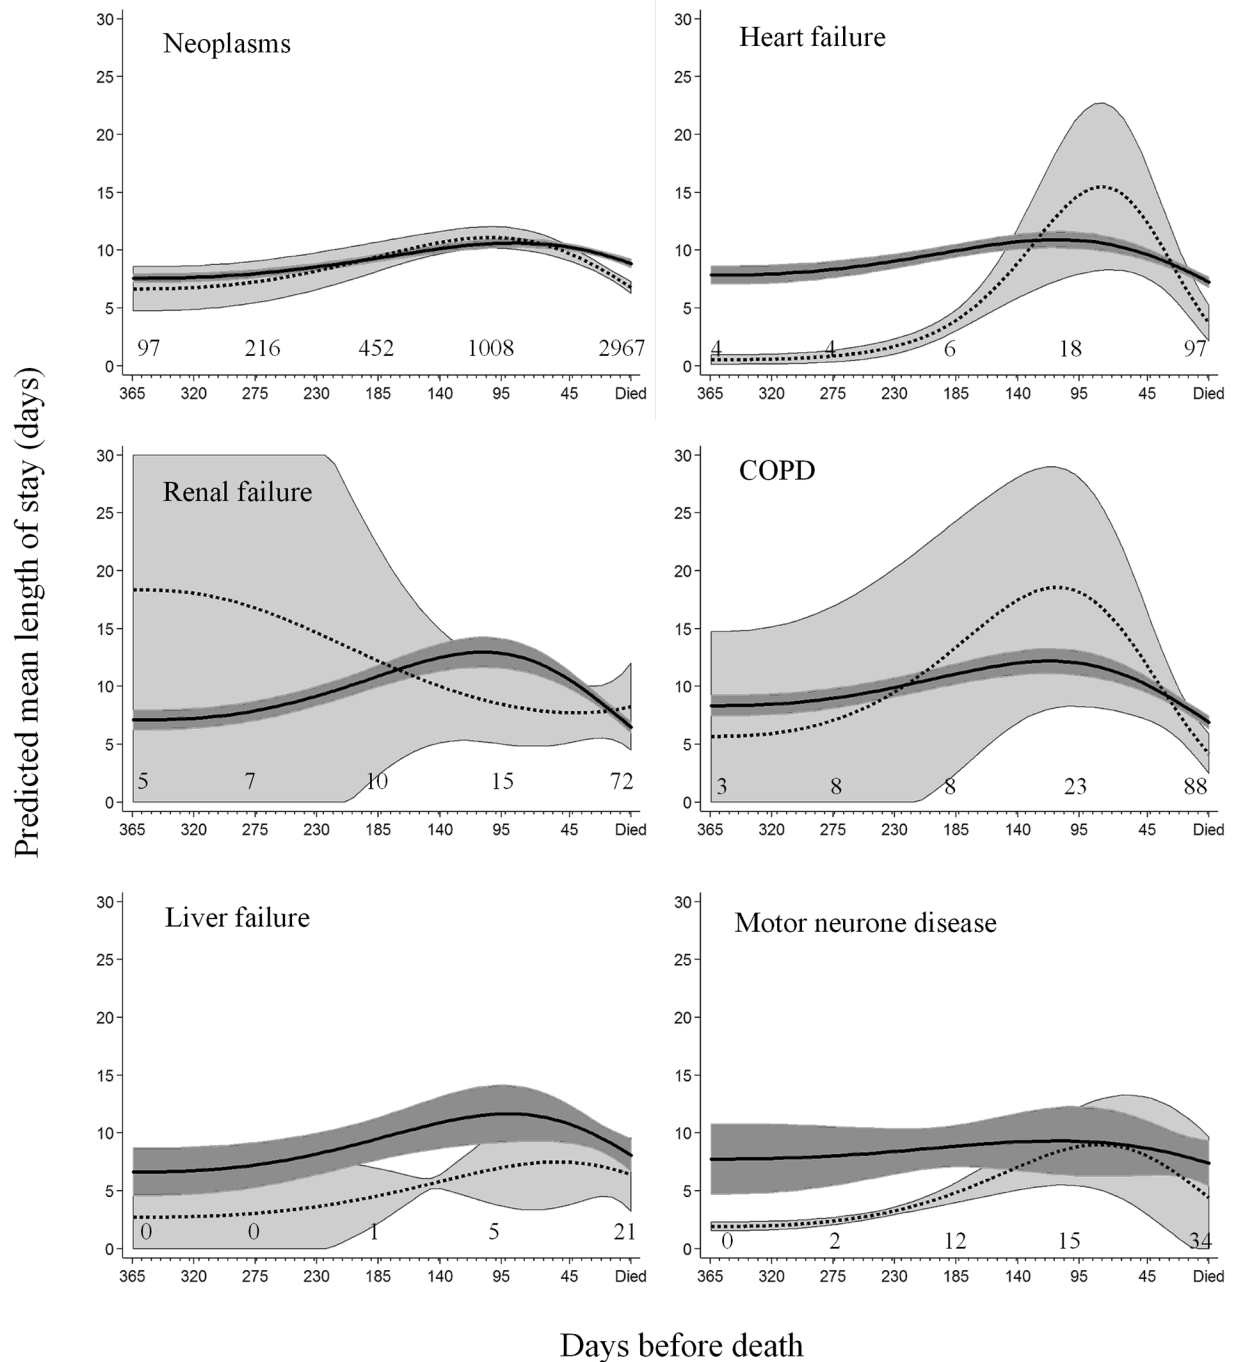 Predicted mean length of stay (days)
Neoplasms
30
25
20
15
10
5
0
97 216 452 1008 2967
365 320 275 230 185 140 95 45 Died
Heart failure
30
25
20
15
10
5
0
4 4 6 18 97
365 320 275 230 185 140 95 45 Died
Renal failure
30
25
20
15
10
5
0
5 7 10 15 72
365 320 275 230 185 140 95 45 Died
COPD
30
25
20
15
10
5
0
3 8 8 23 88
365 320 275 230 185 140 95 45 Died
Liver failure
30
25
20
15
10
5
0
0 0 1 5 21
365 320 275 230 185 140 95 45 Died
Motor neurone disease
30
25
20
15
10
5
0
0 2 12 15 34
365 320 275 230 185 140 95 45 Died
Days before death